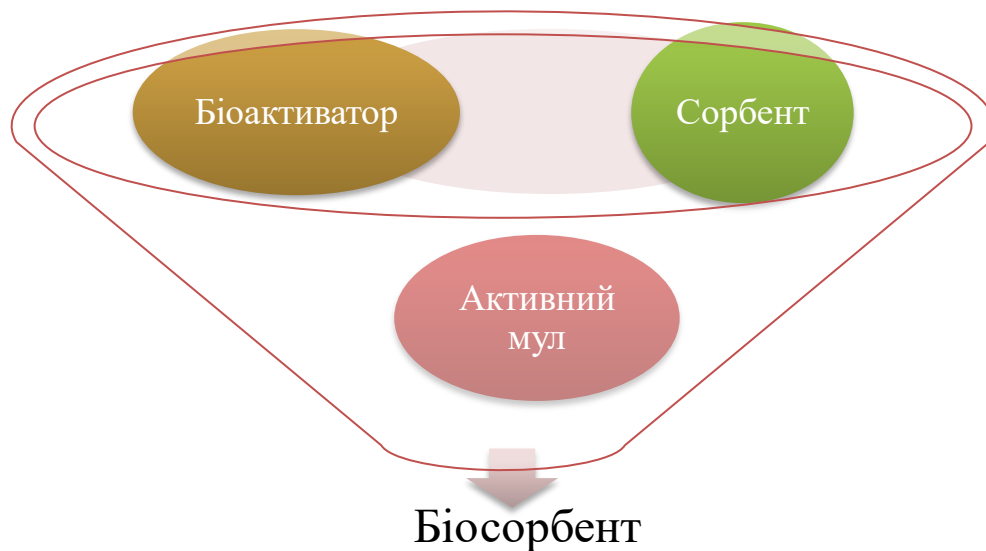 Біоактиватор
Сорбент
Активний
мул
Біосорбент